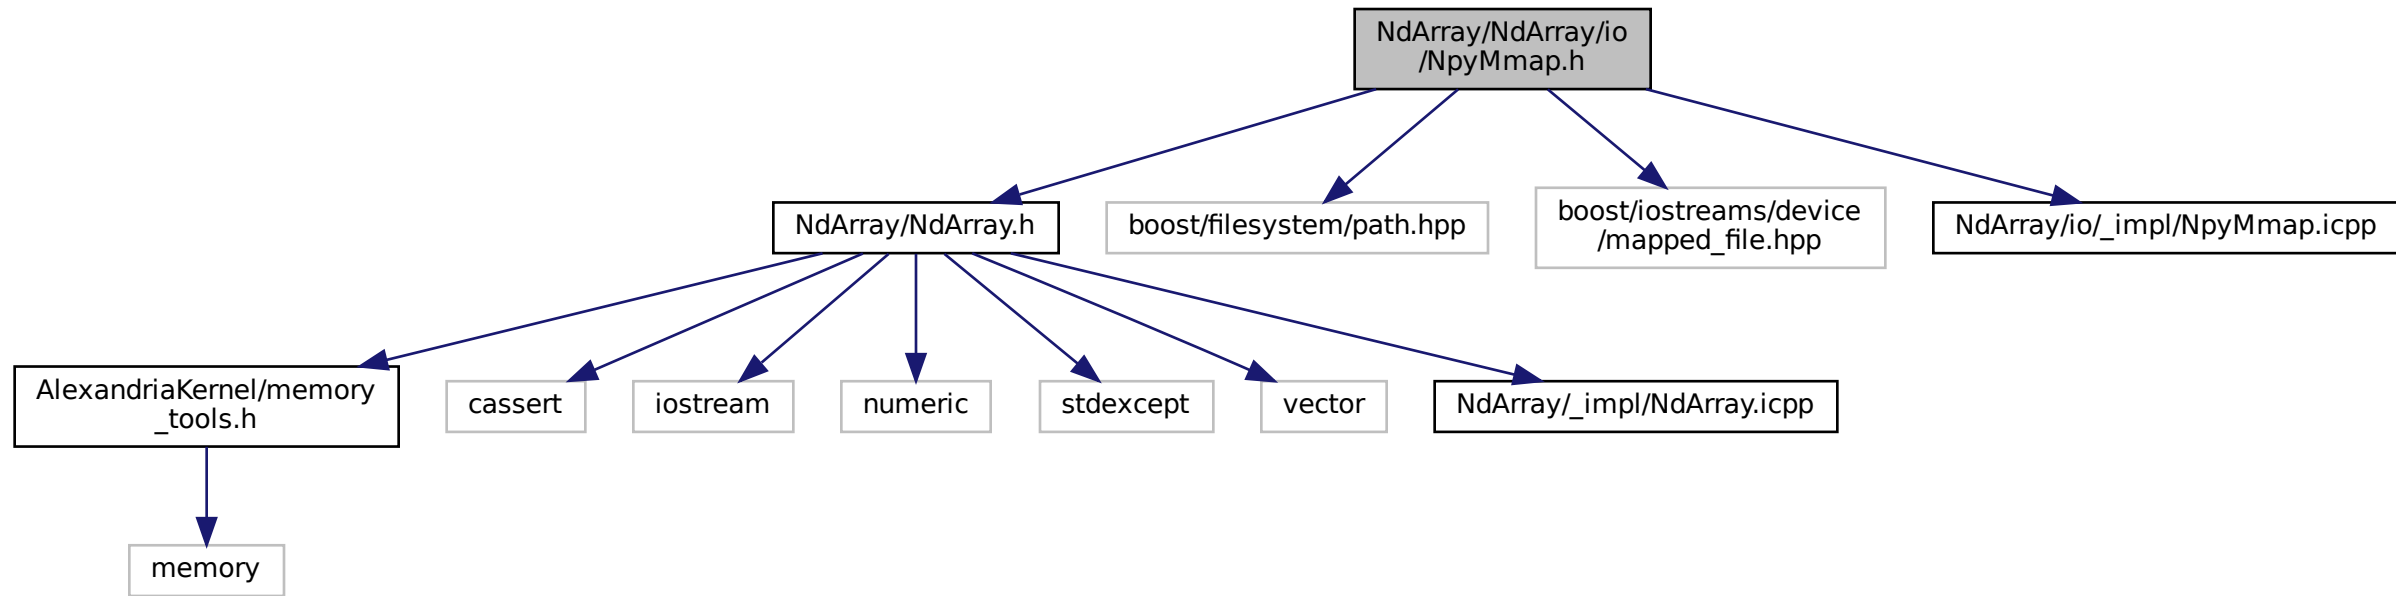 NdArray/NdArray/io
/NpyMmap.h
NdArray/NdArray.h
boost/filesystem/path.hpp
boost/iostreams/device
/mapped_file.hpp
NdArray/io/_impl/NpyMmap.icpp
AlexandriaKernel/memory
_tools.h
cassert
iostream
numeric
stdexcept
vector
NdArray/_impl/NdArray.icpp
memory